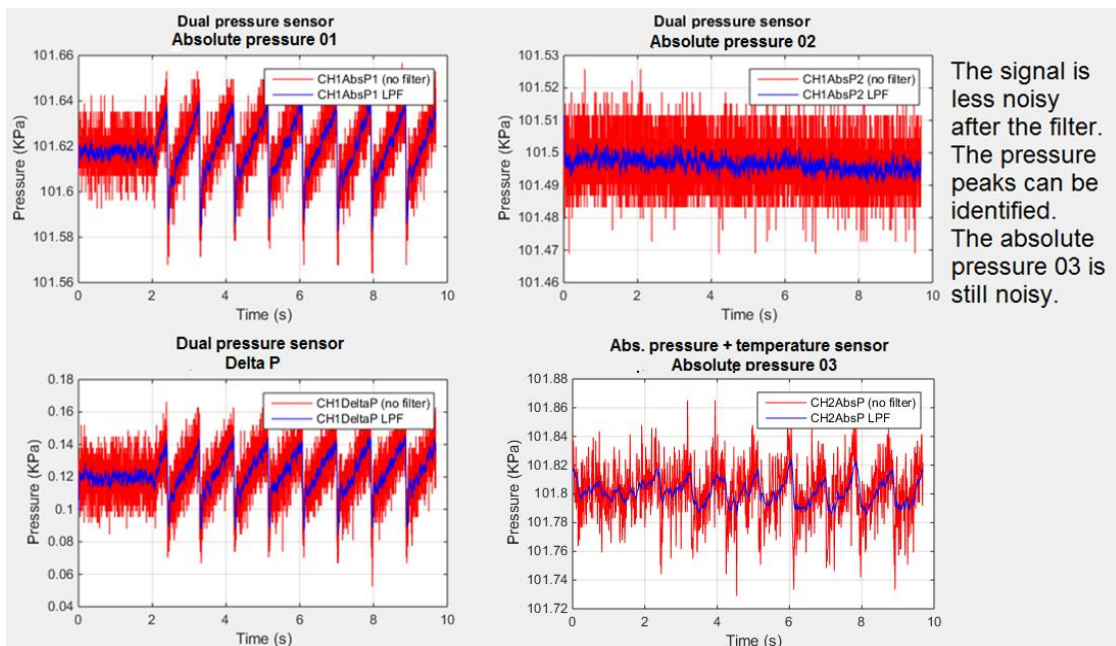 Dual pressure sensor
Absolute pressure 01
101.66
101.64
101.62
101.6
101.58
101.56
Pressure (KPa)
CH1AbsP1 (no filter)
CH1AbsP1 LPF
0 2 4 6 8 10
Time (s)
Dual pressure sensor
Absolute pressure 02
101.53
101.52
101.51
101.5
101.49
101.48
101.47
101.46
Pressure (KPa)
CH1AbsP2 (no filter)
CH1AbsP2 LPF
0 2 4 6 8 10
Time (s)
The signal is
less noisy
after the filter.
The pressure
peaks can be
identified.
The absolute
pressure 03 is
still noisy.
Dual pressure sensor
Delta P
0.18
0.16
0.14
0.12
0.1
0.08
0.06
0.04
Pressure (KPa)
CH1DeltaP (no filter)
CH1DeltaP LPF
0 2 4 6 8 10
Time (s)
Abs. pressure + temperature sensor
Absolute pressure 03
101.88
101.86
101.84
101.82
101.8
101.78
101.76
101.74
101.72
Pressure (KPa)
CH2AbsP (no filter)
CH2AbsP LPF
0 2 4 6 8 10
Time (s)